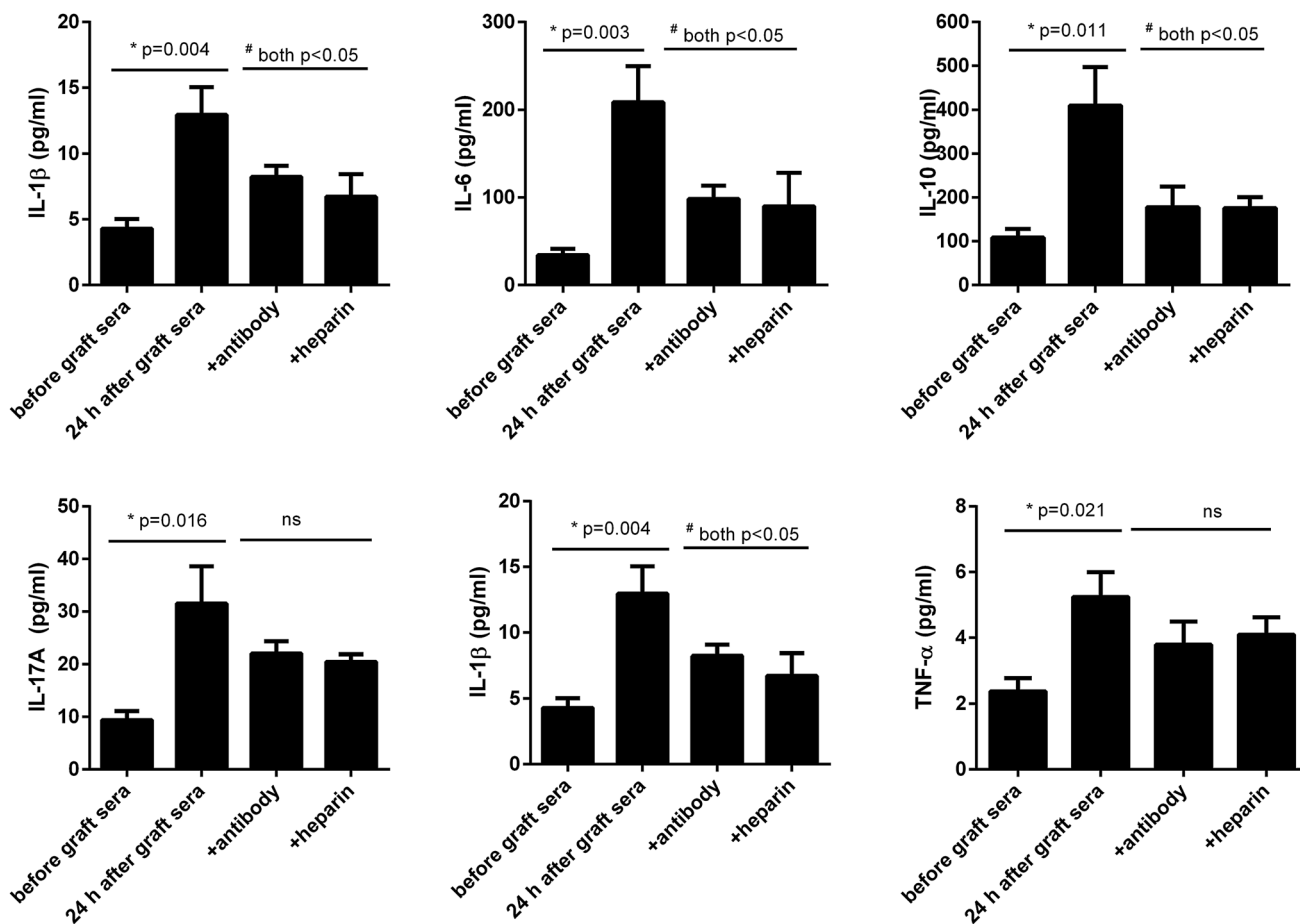 IL-1β (pg/ml)
20
15
10
5
0
* p=0.004
# both p<0.05
before graft sera
24 h after graft sera
+antibody
+heparin
IL-6 (pg/ml)
300
200
100
0
* p=0.003
# both p<0.05
before graft sera
24 h after graft sera
+antibody
+heparin
IL-10 (pg/ml)
600
500
400
300
200
100
0
* p=0.011
# both p<0.05
before graft sera
24 h after graft sera
+antibody
+heparin
IL-17A (pg/ml)
50
40
30
20
10
0
* p=0.016
ns
before graft sera
24 h after graft sera
+antibody
+heparin
IL-1β (pg/ml)
20
15
10
5
0
* p=0.004
# both p<0.05
before graft sera
24 h after graft sera
+antibody
+heparin
TNF-α (pg/ml)
8
6
4
2
0
* p=0.021
ns
before graft sera
24 h after graft sera
+antibody
+heparin